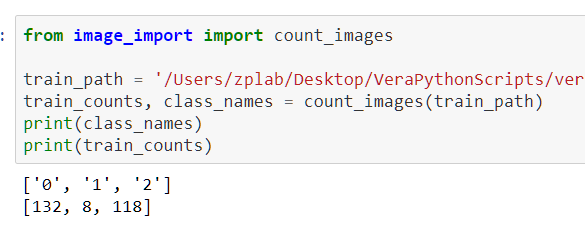 : from image_import import count_images
train_path = '/Users/zplab/Desktop/VeraPythonScripts/ver
train_counts, class_names = count_images(train_path)
print(class_names)
print(train_counts)
['0', '1', '2']
[132, 8, 118]